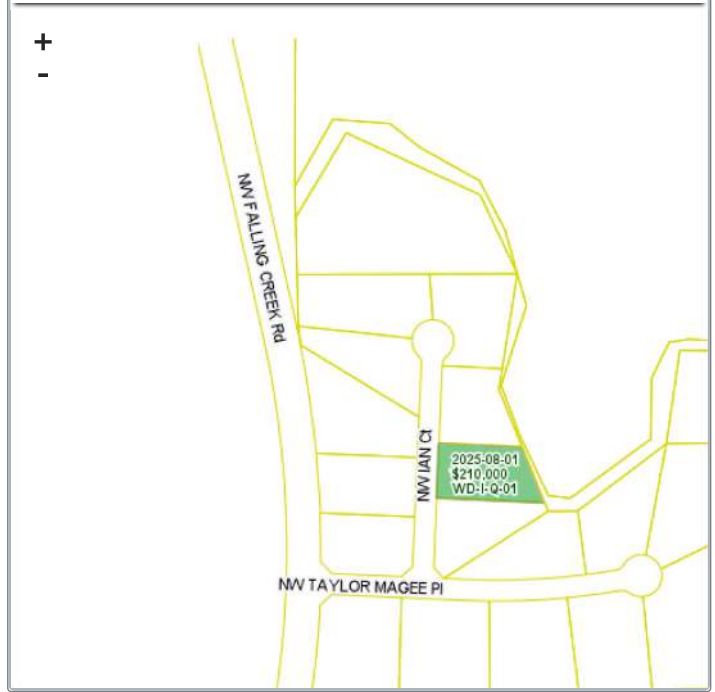 +
-
NW FALLING CREEK Rd
NW IAN Ct
2025-08-01
$210,000
WD-I-Q-01
NW TAYLOR MAGEE Pl